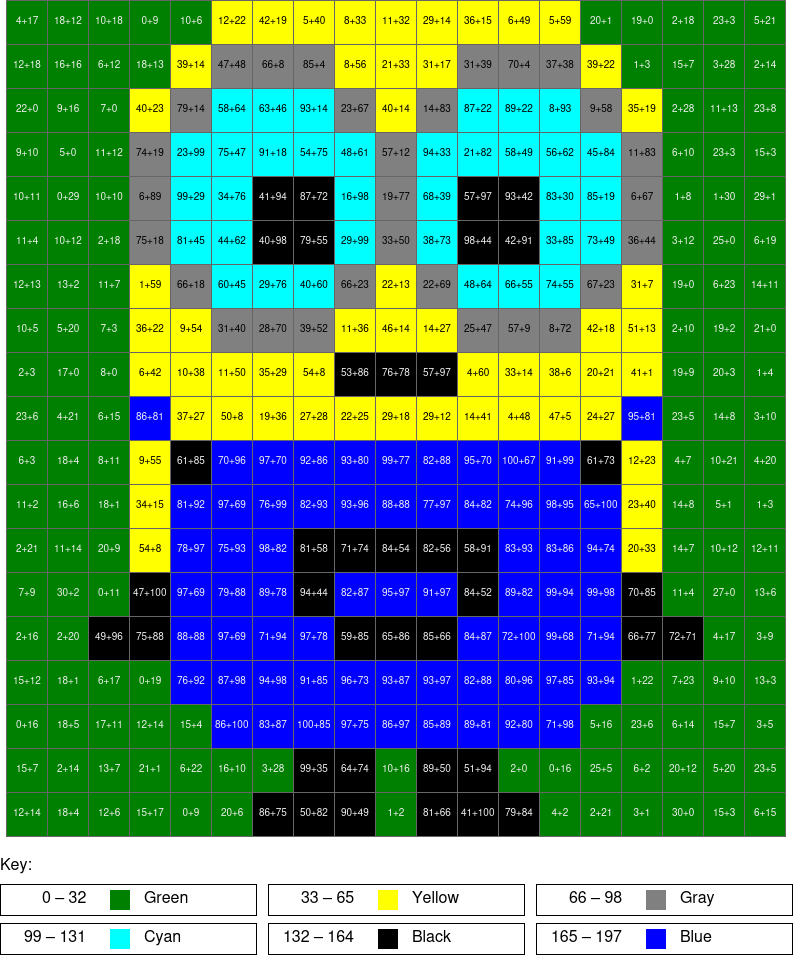 4+17 18+12 10+18 0+9 10+6 12+22 42+19 5+40 8+33 11+32 29+14 36+15 6+49 5+59 20+1 19+0 2+18 23+3 5+21
12+18 16+16 6+12 18+13 39+14 47+48 66+8 85+4 8+56 21+33 31+17 31+39 70+4 37+38 39+22 1+3 15+7 3+28 2+14
22+0 9+16 7+0 40+23 79+14 58+64 63+46 93+14 23+67 40+14 14+83 87+22 89+22 8+93 9+58 35+19 2+28 11+13 23+8
9+10 5+0 11+12 74+19 23+99 75+47 91+18 54+75 48+61 57+12 94+33 21+82 58+49 56+62 45+84 11+83 6+10 23+3 15+3
10+11 0+29 10+10 6+89 99+29 34+76 41+94 87+72 16+98 19+77 68+39 57+97 93+42 83+30 85+19 6+67 1+8 1+30 29+1
11+4 10+12 2+18 75+18 81+45 44+62 40+98 79+55 29+99 33+50 38+73 98+44 42+91 33+85 73+49 36+44 3+12 25+0 6+19
12+13 13+2 11+7 1+59 66+18 60+45 29+76 40+60 66+23 22+13 22+69 48+64 66+55 74+55 67+23 31+7 19+0 6+23 14+11
10+5 5+20 7+3 36+22 9+54 31+40 28+70 39+52 11+36 46+14 14+27 25+47 57+9 8+72 42+18 51+13 2+10 19+2 21+0
2+3 17+0 8+0 6+42 10+38 11+50 35+29 54+8 53+86 76+78 57+97 4+60 33+14 38+6 20+21 41+1 19+9 20+3 1+4
23+6 4+21 6+15 86+81 37+27 50+8 19+36 27+28 22+25 29+18 29+12 14+41 4+48 47+5 24+27 95+81 23+5 14+8 3+10
6+3 18+4 8+11 9+55 61+85 70+96 97+70 92+86 93+80 99+77 82+88 95+70 100+67 91+99 61+73 12+23 4+7 10+21 4+20
11+2 16+6 18+1 34+15 81+92 97+69 76+99 82+93 93+96 88+88 77+97 84+82 74+96 98+95 65+100 23+40 14+8 5+1 1+3
2+21 11+14 20+9 54+8 78+97 75+93 98+82 81+58 71+74 84+54 82+56 58+91 83+93 83+86 94+74 20+33 14+7 10+12 12+11
7+9 30+2 0+11 47+100 97+69 79+88 89+78 94+44 82+87 95+97 91+97 84+52 89+82 94+99 99+98 70+85 11+4 27+0 13+6
2+16 2+20 49+96 75+88 88+88 97+69 71+94 97+78 59+85 65+86 85+66 84+87 72+100 99+68 71+94 66+77 72+71 4+17 3+9
15+12 18+1 6+17 0+19 76+92 87+98 94+98 91+85 96+73 93+87 93+97 82+88 80+96 97+85 93+94 1+22 7+23 9+10 13+3
0+16 18+5 17+11 12+14 15+4 86+100 83+87 100+85 97+75 86+97 85+89 89+81 92+80 71+98 5+16 23+6 6+14 15+7 3+5
15+7 2+14 13+7 21+1 6+22 16+10 3+28 99+35 64+74 10+16 89+50 51+94 2+0 0+16 25+5 6+2 20+12 5+20 23+5
12+14 18+4 12+6 15+17 0+9 20+6 86+75 50+82 90+49 1+2 81+66 41+100 79+84 4+2 2+21 3+1 30+0 15+3 6+15
Key:
0 – 32 Green 33 – 65 Yellow 66 – 98 Gray
99 – 131 Cyan 132 – 164 Black 165 – 197 Blue